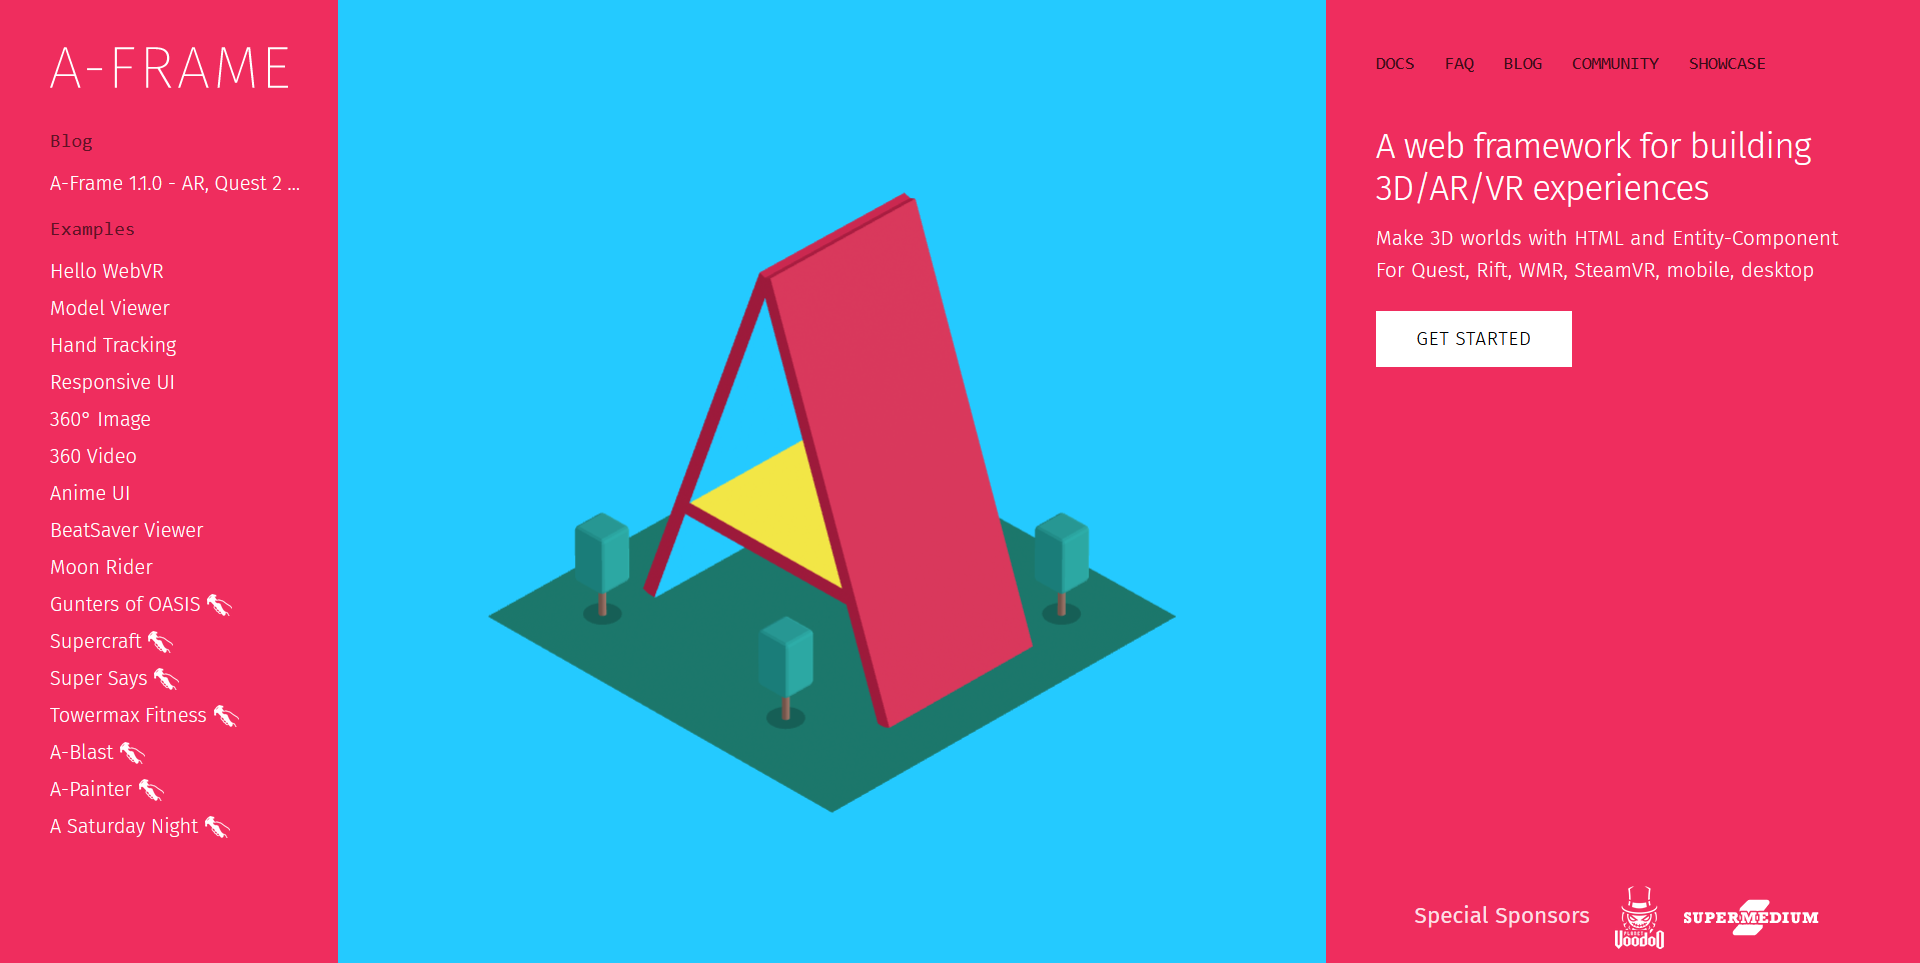 A-FRAME
Blog
A-Frame 1.1.0 - AR, Quest 2 ...
Examples
Hello WebVR
Model Viewer
Hand Tracking
Responsive UI
360° Image
360 Video
Anime UI
BeatSaver Viewer
Moon Rider
Gunters of OASIS
Supercraft
Super Says
Towermax Fitness
A-Blast
A-Painter
A Saturday Night
DOCS FAQ BLOG COMMUNITY SHOWCASE
A web framework for building
3D/AR/VR experiences
Make 3D worlds with HTML and Entity-Component
For Quest, Rift, WMR, SteamVR, mobile, desktop
GET STARTED
Special Sponsors
PLANET
VOODOO
SUPERMEDIUM